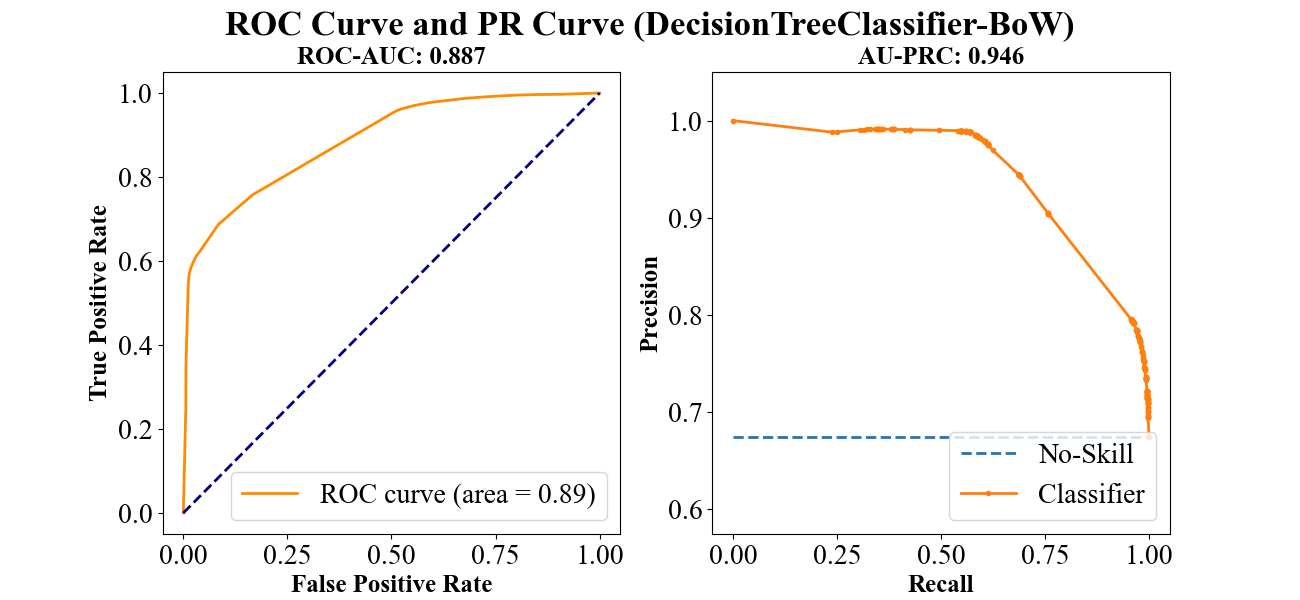 ROC Curve and PR Curve (DecisionTreeClassifier-BoW)
ROC-AUC: 0.887
True Positive Rate
1.0
0.8
0.6
0.4
0.2
0.0
ROC curve (area = 0.89)
0.00 0.25 0.50 0.75 1.00
False Positive Rate
AU-PRC: 0.946
Precision
1.0
0.9
0.8
0.7
0.6
No-Skill
Classifier
0.00 0.25 0.50 0.75 1.00
Recall